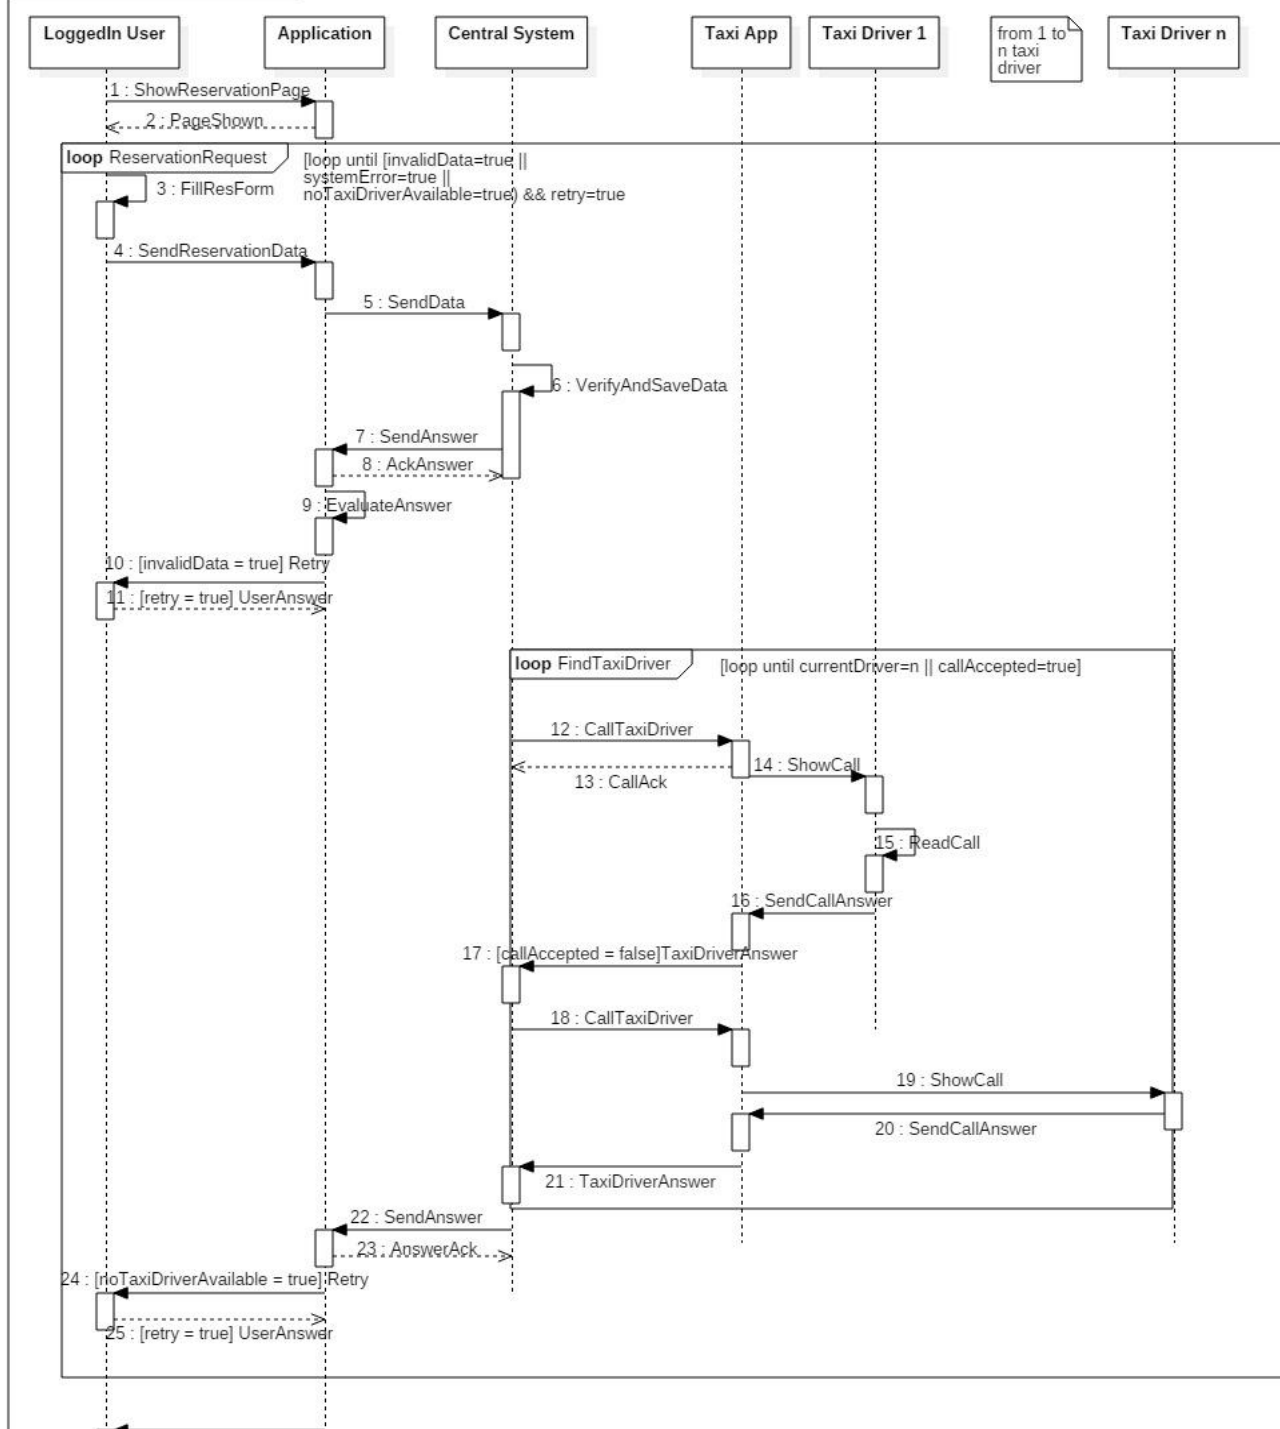 LoggedIn User
Application
Central System
Taxi App
Taxi Driver 1
from 1 to
n taxi
driver
Taxi Driver n
1 : ShowReservationPage
2 : PageShown
loop ReservationRequest
[loop until [invalidData=true ||
systemError=true ||
noTaxiDriverAvailable=true) && retry=true
3 : FillResForm
4 : SendReservationData
5 : SendData
6 : VerifyAndSaveData
7 : SendAnswer
8 : AckAnswer
9 : EvaluateAnswer
10 : [invalidData = true] Retry
11 : [retry = true] UserAnswer
loop FindTaxiDriver
[loop until currentDriver=n || callAccepted=true]
12 : CallTaxiDriver
13 : CallAck
14 : ShowCall
15 : ReadCall
16 : SendCallAnswer
17 : [callAccepted = false]TaxiDriverAnswer
18 : CallTaxiDriver
19 : ShowCall
20 : SendCallAnswer
21 : TaxiDriverAnswer
22 : SendAnswer
23 : AnswerAck
24 : [noTaxiDriverAvailable = true] Retry
25 : [retry = true] UserAnswer